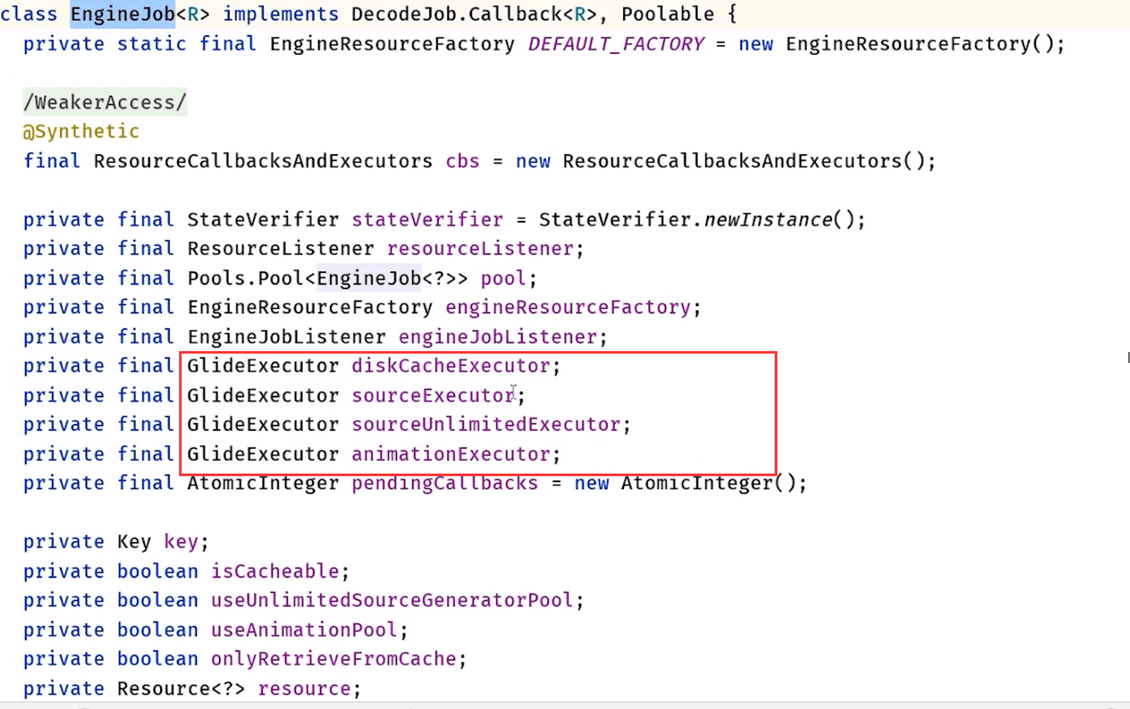 class EngineJob<R> implements DecodeJob.Callback<R>, Poolable {
private static final EngineResourceFactory DEFAULT_FACTORY = new EngineResourceFactory();
/WeakerAccess/
@Synthetic
final ResourceCallbacksAndExecutors cbs = new ResourceCallbacksAndExecutors();
private final StateVerifier stateVerifier = StateVerifier.newInstance();
private final ResourceListener resourceListener;
private final Pools.Pool<EngineJob<?>> pool;
private final EngineResourceFactory engineResourceFactory;
private final EngineJobListener engineJobListener;
private final GlideExecutor diskCacheExecutor;
private final GlideExecutor sourceExecutor;
private final GlideExecutor sourceUnlimitedExecutor;
private final GlideExecutor animationExecutor;
private final AtomicInteger pendingCallbacks = new AtomicInteger();
private Key key;
private boolean isCacheable;
private boolean useUnlimitedSourceGeneratorPool;
private boolean useAnimationPool;
private boolean onlyRetrieveFromCache;
private Resource<?> resource;